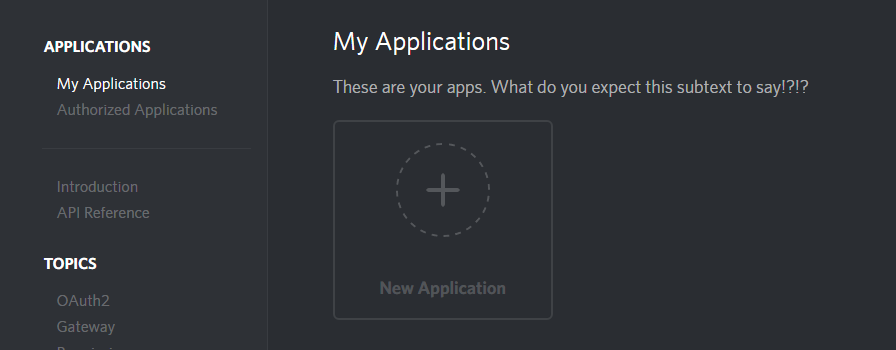 APPLICATIONS
My Applications
Authorized Applications
Introduction
API Reference
TOPICS
OAuth2
Gateway
My Applications
These are your apps. What do you expect this subtext to say!?!?
New Application